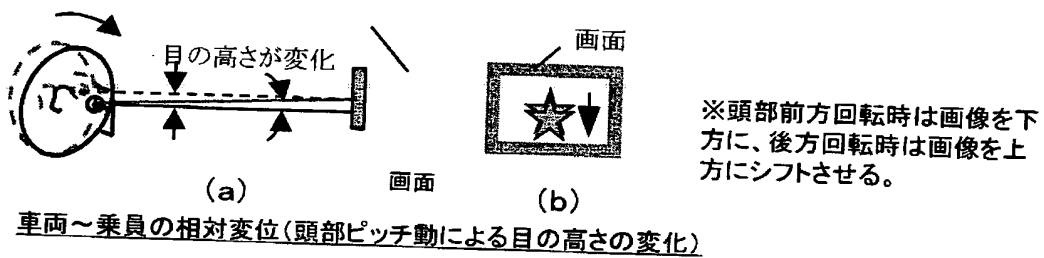 目の高さが変化
画面
(a)
画面
(b)
※頭部前方回転時は画像を下
方に、後方回転時は画像を上
方にシフトさせる。
車両～乗員の相対変位(頭部ピッチ動による目の高さの変化)